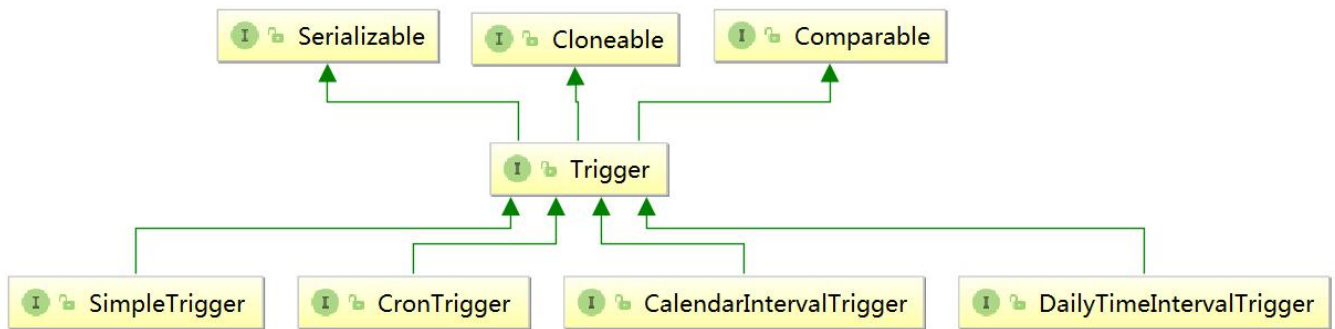 I Serializable
I Cloneable
I Comparable
I Trigger
I SimpleTrigger
I CronTrigger
I CalendarIntervalTrigger
I DailyTimeIntervalTrigger